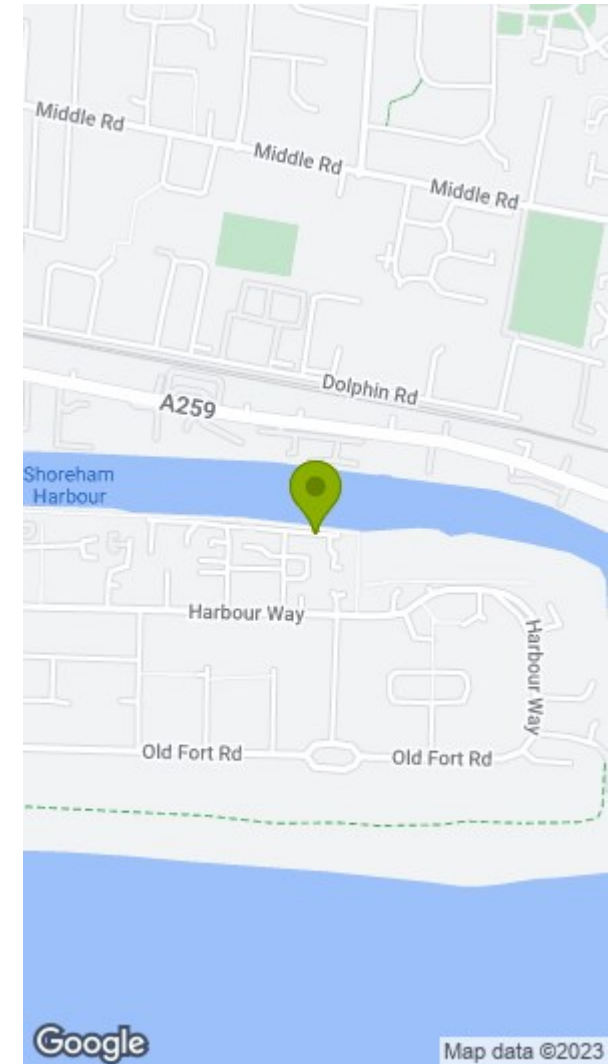 Middle Rd
Middle Rd
Middle Rd
Dolphin Rd
A259
Shoreham
Harbour
Harbour Way
Harbour Way
Old Fort Rd
Old Fort Rd
Google
Map data ©2023